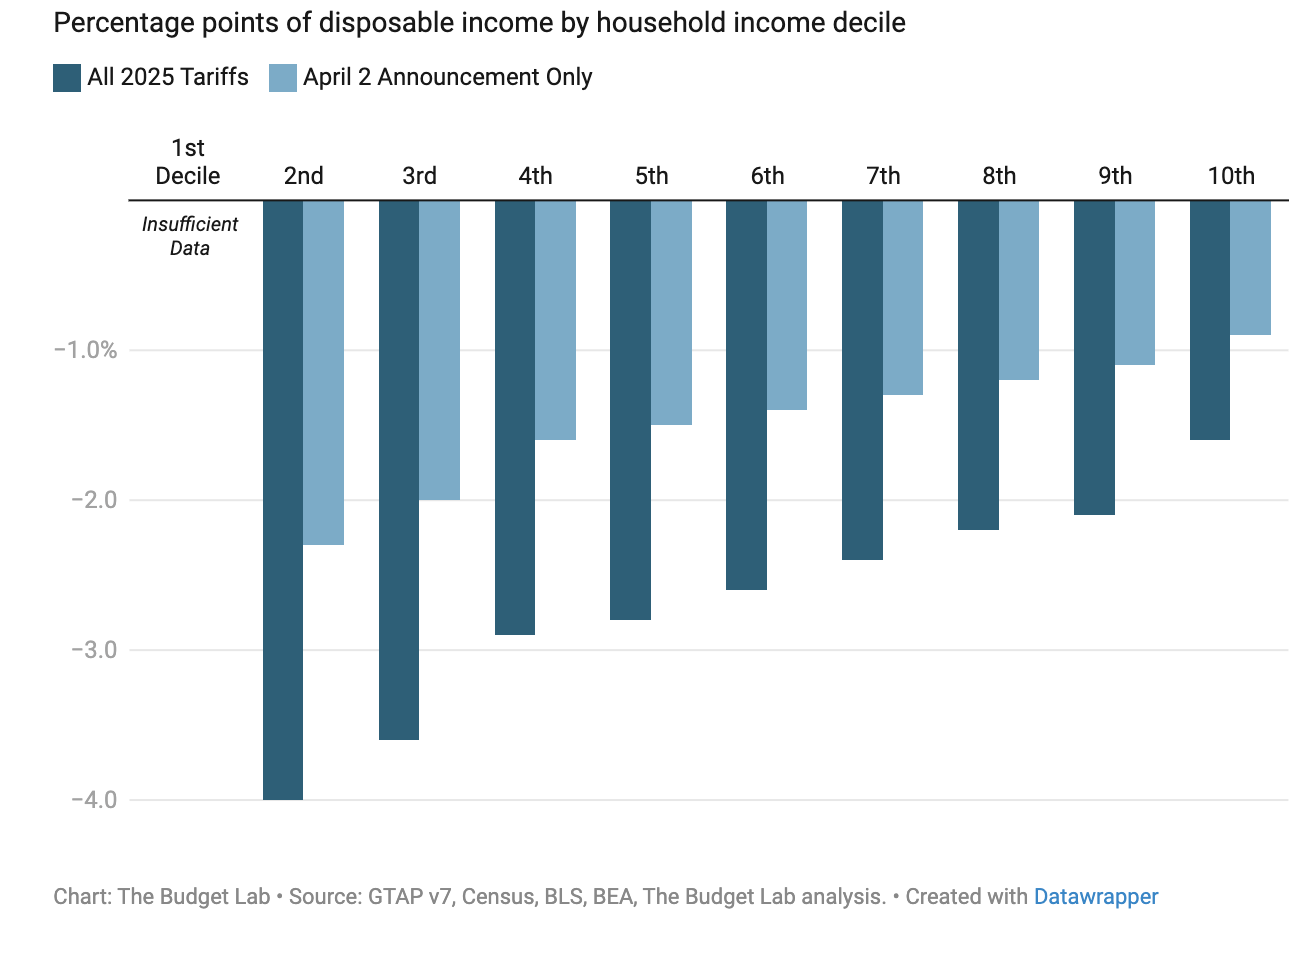 Percentage points of disposable income by household income decile
All 2025 Tariffs April 2 Announcement Only
1st
Decile 2nd 3rd 4th 5th 6th 7th 8th 9th 10th
Insufficient
Data
−1.0%
−2.0
−3.0
−4.0
Chart: The Budget Lab • Source: GTAP v7, Census, BLS, BEA, The Budget Lab analysis. • Created with Datawrapper